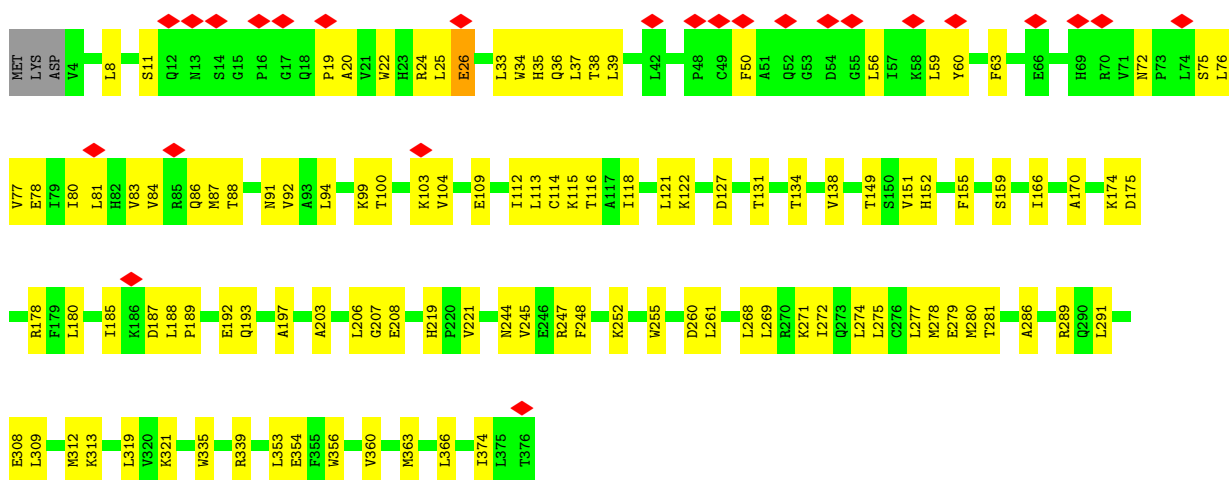 MET LYS ASP V4 L8 S11 Q12 N13 S14 G15 P16 G17 Q18 P19 A20 V21 W22 H23 R24 L25 E26 L33 W34 H35 Q36 L37 T38 L39 L42 P48 C49 F50 A51 Q52 G53 D54 G55 L56 I57 K58 L59 Y60 F63 E66 H69 R70 V71 N72 P73 L74 S75 L76
V77 E78 I79 I80 L81 H82 V83 V84 R85 Q86 M87 T88 N91 V92 A93 L94 K99 T100 K103 V104 E109 I112 L113 C114 K115 T116 A117 I118 L121 K122 D127 T131 T134 V138 T149 S150 V151 H152 F155 S159 I166 A170 K174 D175
R178 F179 L180 I185 K186 D187 L188 P189 E192 Q193 A197 A203 L206 G207 E208 H219 P220 V221 N244 V245 E246 R247 F248 K252 W255 D260 L261 L268 L269 R270 K271 I272 Q273 L274 L275 C276 L277 M278 E279 M280 T281 A286 R289 Q290 L291
E308 L309 M312 K313 L319 V320 K321 W335 R339 L353 E354 F355 W356 V360 M363 L366 I374 L375 T376